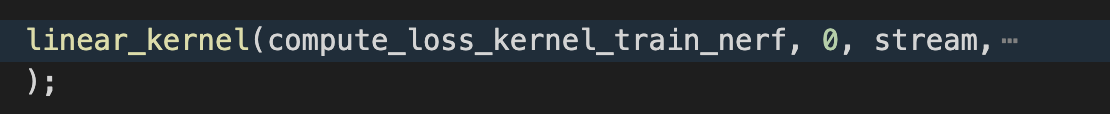 linear_kernel(compute_loss_kernel_train_nerf, 0, stream,⋯
);